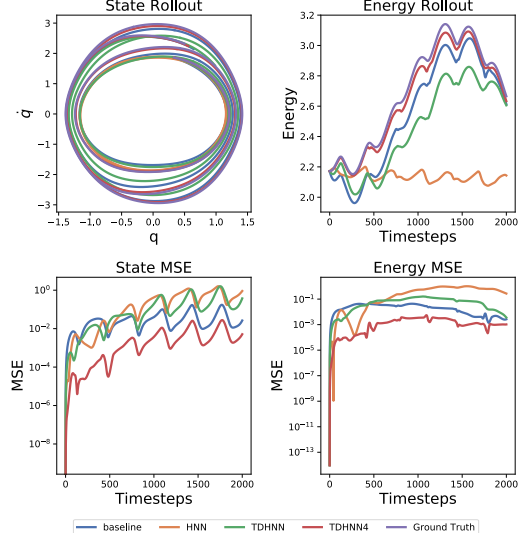 State Rollout
q̇
3
2
1
0
−1
−2
−3
−1.5 −1.0 −0.5 0.0 0.5 1.0 1.5
q
Energy Rollout
Energy
3.2
3.0
2.8
2.6
2.4
2.2
2.0
0 500 1000 1500 2000
Timesteps
State MSE
MSE
10⁰
10⁻²
10⁻⁴
10⁻⁶
10⁻⁸
0 500 1000 1500 2000
Timesteps
Energy MSE
MSE
10⁻¹
10⁻³
10⁻⁵
10⁻⁷
10⁻⁹
10⁻¹¹
10⁻¹³
0 500 1000 1500 2000
Timesteps
baseline HNN TDHNN TDHNN4 Ground Truth